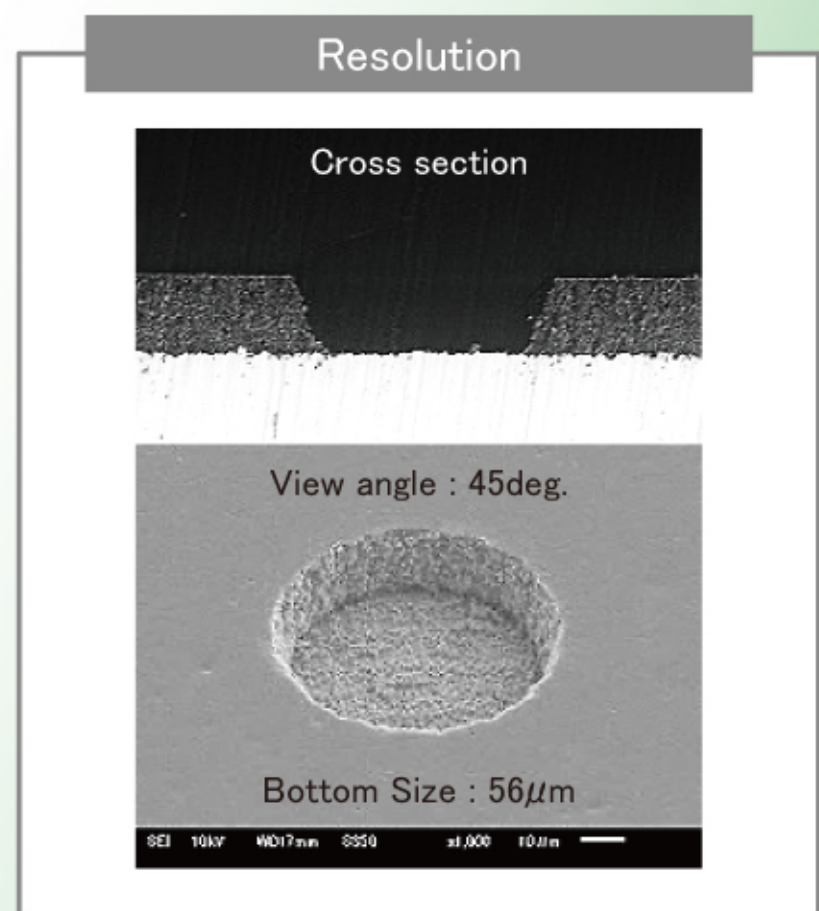 Resolution
Cross section
View angle : 45deg.
Bottom Size : 56μm
SEI 10kV WD17mm SS50 x1,000 10μm